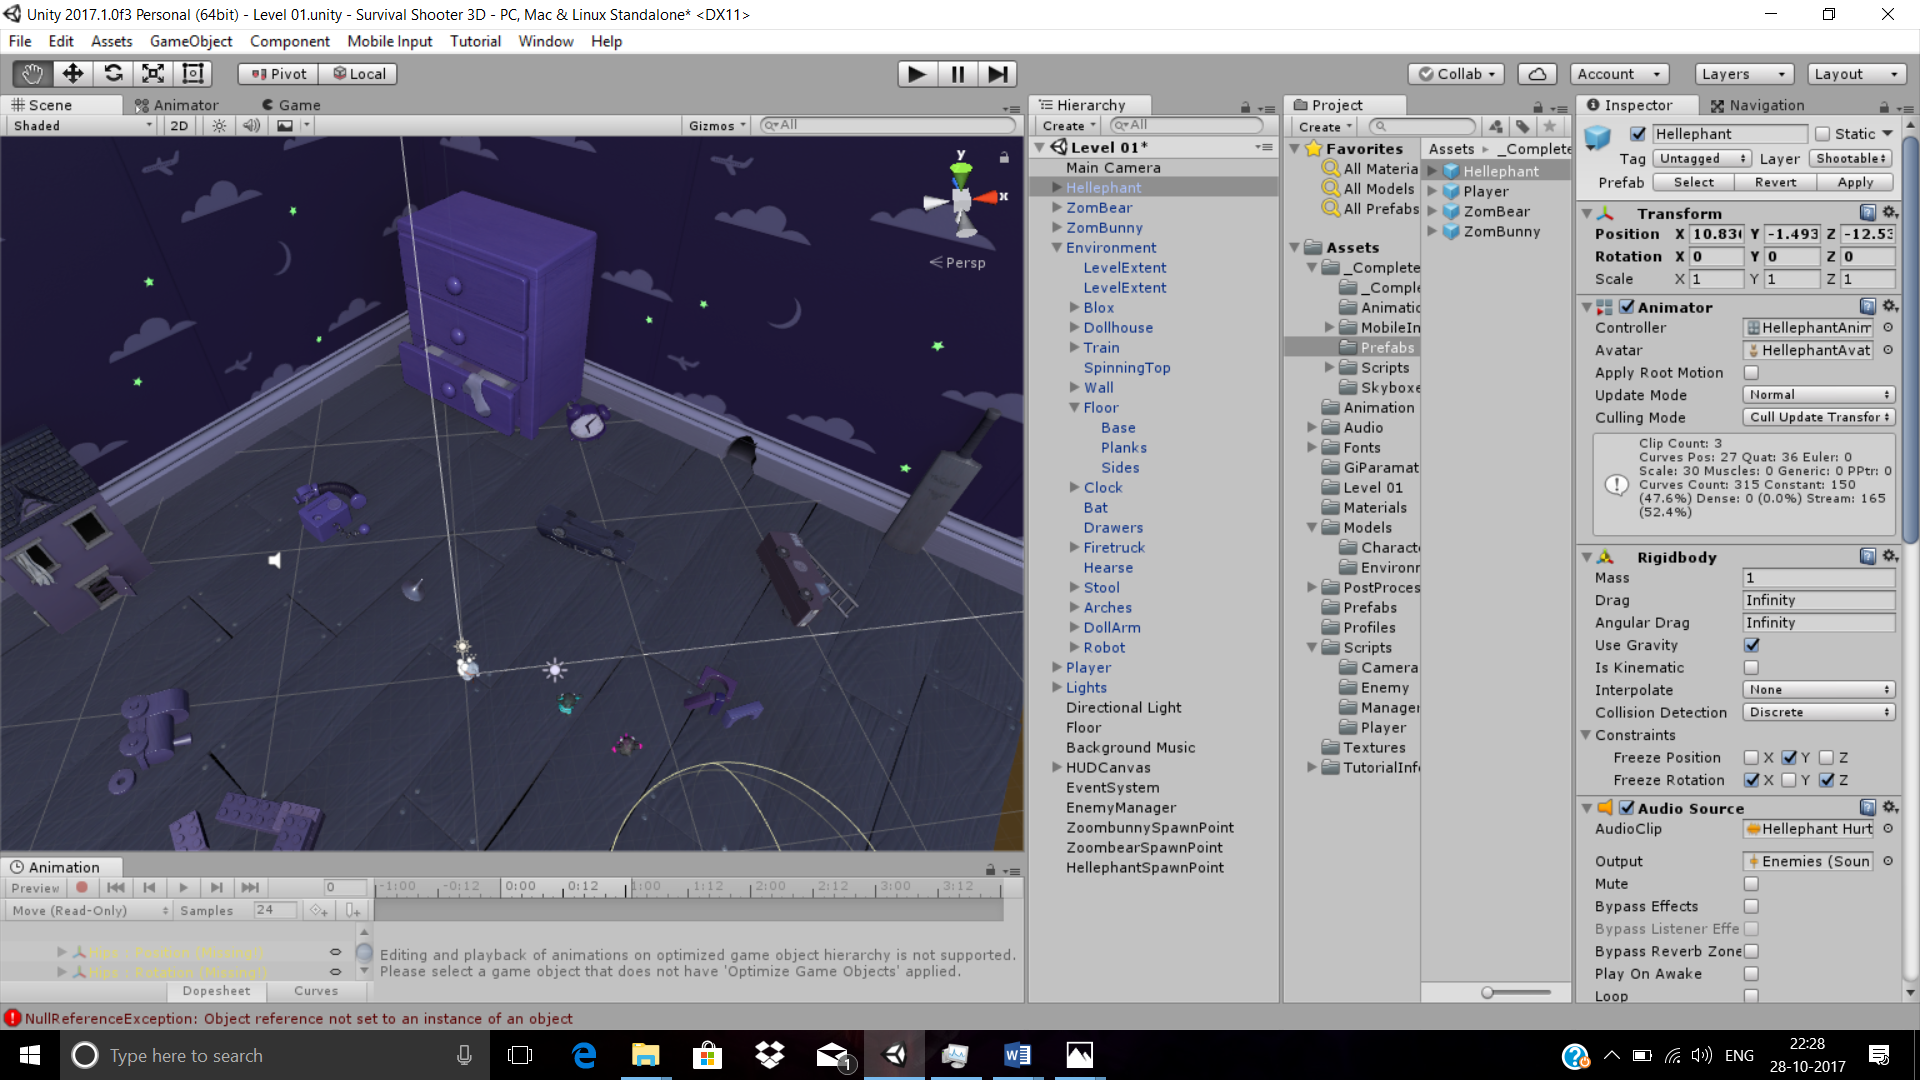 Unity 2017.1.0f3 Personal (64bit) - Level 01.unity - Survival Shooter 3D - PC, Mac & Linux Standalone* <DX11>
File Edit Assets GameObject Component Mobile Input Tutorial Window Help
Pivot Local
Collab
Account
Layers
Layout
Scene
Animator
Game
Shaded
2D
Gizmos
All
y
x
Persp
Hierarchy
Create
All
Level 01*
Main Camera
Hellephant
ZomBear
ZomBunny
Environment
LevelExtent
LevelExtent
Blox
Dollhouse
Train
SpinningTop
Wall
Floor
Base
Planks
Sides
Clock
Bat
Drawers
Firetruck
Hearse
Stool
Arches
DollArm
Robot
Player
Lights
Directional Light
Floor
Background Music
HUDCanvas
EventSystem
EnemyManager
ZoombunnySpawnPoint
ZoombearSpawnPoint
HellephantSpawnPoint
Project
Create
Favorites
All Materia
All Models
All Prefabs
Assets
_Complete
_Comple
Animatio
MobileIn
Prefabs
Scripts
Skyboxe
Animation
Audio
Fonts
GiParamat
Level 01
Materials
Models
Charact
Environr
PostProces
Prefabs
Profiles
Scripts
Camera
Enemy
Manager
Player
Textures
TutorialInfo
Assets _Complete
Hellephant
Player
ZomBear
ZomBunny
Inspector
Navigation
Hellephant
Static
Tag Untagged Layer Shootable
Prefab Select Revert Apply
Transform
Position X 10.836 Y -1.493 Z -12.53
Rotation X 0 Y 0 Z 0
Scale X 1 Y 1 Z 1
Animator
Controller HellephantAnim
Avatar HellephantAvat
Apply Root Motion
Update Mode Normal
Culling Mode Cull Update Transfor
Clip Count: 3
Curves Pos: 27 Quat: 36 Euler: 0
Scale: 30 Muscles: 0 Generic: 0 PPtr: 0
Curves Count: 315 Constant: 150
(47.6%) Dense: 0 (0.0%) Stream: 165
(52.4%)
Rigidbody
Mass 1
Drag Infinity
Angular Drag Infinity
Use Gravity
Is Kinematic
Interpolate None
Collision Detection Discrete
Constraints
Freeze Position X Y Z
Freeze Rotation X Y Z
Audio Source
AudioClip Hellephant Hurt
Output Enemies (Soun
Mute
Bypass Effects
Bypass Listener Effe
Bypass Reverb Zone
Play On Awake
Loop
Animation
Preview 0 -1:00 -0:12 0:00 0:12 1:00 1:12 2:00 2:12 3:00 3:12
Move (Read-Only) Samples 24
Hips : Position (Missing!)
Hips : Rotation (Missing!)
Editing and playback of animations on optimized game object hierarchy is not supported.
Please select a game object that does not have 'Optimize Game Objects' applied.
Dopesheet Curves
NullReferenceException: Object reference not set to an instance of an object
Type here to search
1
ENG
22:28
28-10-2017